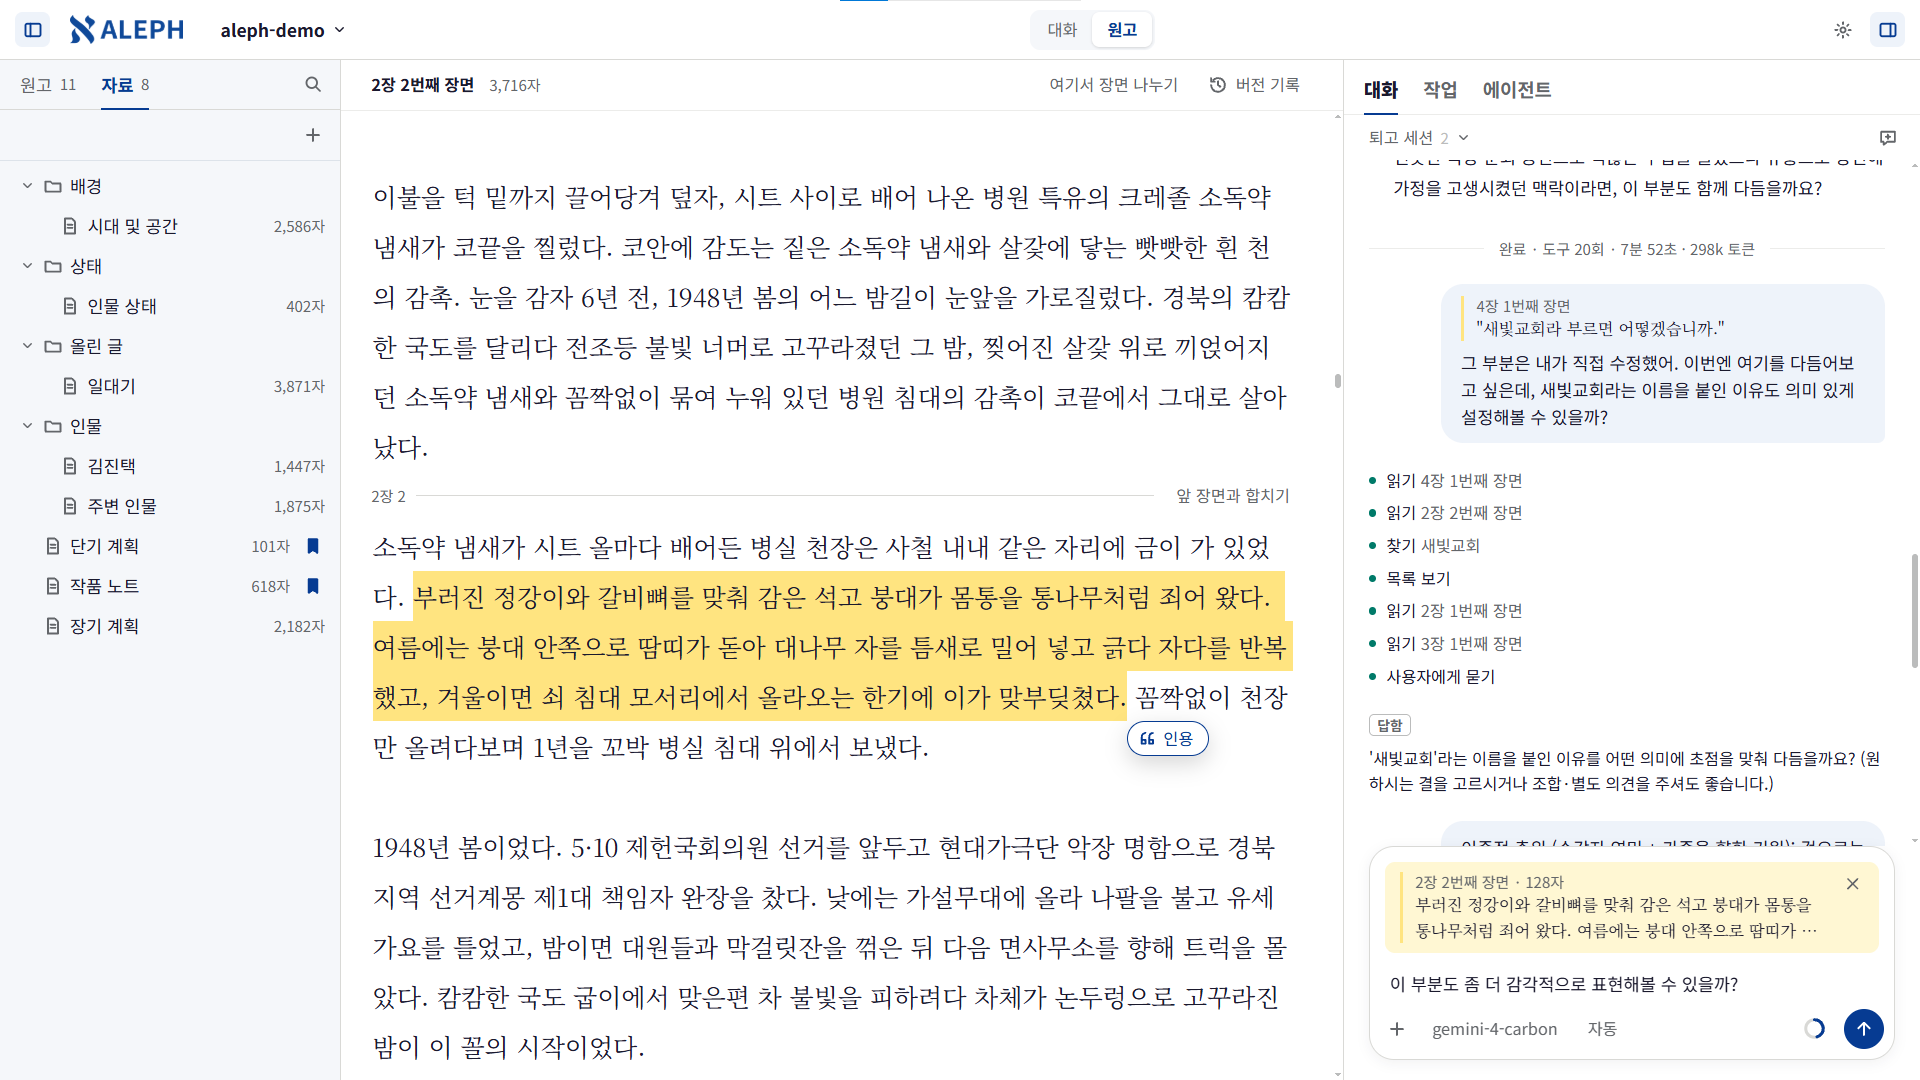 ALEPH
aleph-demo
대화
원고
원고 11
자료 8
배경
시대 및 공간 2,586자
상태
인물 상태 402자
올린 글
일대기 3,871자
인물
김진택 1,447자
주변 인물 1,875자
단기 계획 101자
작품 노트 618자
장기 계획 2,182자
2장 2번째 장면 3,716자
여기서 장면 나누기
버전 기록
이불을 턱 밑까지 끌어당겨 덮자, 시트 사이로 배어 나온 병원 특유의 크레졸 소독약
냄새가 코끝을 찔렀다. 코안에 감도는 짙은 소독약 냄새와 살갗에 닿는 빳빳한 흰 천
의 감촉. 눈을 감자 6년 전, 1948년 봄의 어느 밤길이 눈앞을 가로질렀다. 경북의 캄캄
한 국도를 달리다 전조등 불빛 너머로 고꾸라졌던 그 밤, 찢어진 살갗 위로 끼얹어지
던 소독약 냄새와 꼼짝없이 묶여 누워 있던 병원 침대의 감촉이 코끝에서 그대로 살아
났다.
2장 2
앞 장면과 합치기
소독약 냄새가 시트 올마다 배어든 병실 천장은 사철 내내 같은 자리에 금이 가 있었
다. 부러진 정강이와 갈비뼈를 맞춰 감은 석고 붕대가 몸통을 통나무처럼 죄어 왔다.
여름에는 붕대 안쪽으로 땀띠가 돋아 대나무 자를 틈새로 밀어 넣고 긁다 자다를 반복
했고, 겨울이면 쇠 침대 모서리에서 올라오는 한기에 이가 맞부딪쳤다. 꼼짝없이 천장
만 올려다보며 1년을 꼬박 병실 침대 위에서 보냈다.
인용
1948년 봄이었다. 5·10 제헌국회의원 선거를 앞두고 현대가극단 악장 명함으로 경북
지역 선거계몽 제1대 책임자 완장을 찼다. 낮에는 가설무대에 올라 나팔을 불고 유세
가요를 틀었고, 밤이면 대원들과 막걸릿잔을 꺾은 뒤 다음 면사무소를 향해 트럭을 몰
았다. 캄캄한 국도 굽이에서 맞은편 차 불빛을 피하려다 차체가 논두렁으로 고꾸라진
밤이 이 꼴의 시작이었다.
대화 작업 에이전트
퇴고 세션 2
가정을 고생시켰던 맥락이라면, 이 부분도 함께 다듬을까요?
완료 · 도구 20회 · 7분 52초 · 298k 토큰
4장 1번째 장면
"새빛교회라 부르면 어떻겠습니까."
그 부분은 내가 직접 수정했어. 이번엔 여기를 다듬어보
고 싶은데, 새빛교회라는 이름을 붙인 이유도 의미 있게
설정해볼 수 있을까?
읽기 4장 1번째 장면
읽기 2장 2번째 장면
찾기 새빛교회
목록 보기
읽기 2장 1번째 장면
읽기 3장 1번째 장면
사용자에게 묻기
답함
'새빛교회'라는 이름을 붙인 이유를 어떤 의미에 초점을 맞춰 다듬을까요? (원
하시는 결을 고르시거나 조합·별도 의견을 주셔도 좋습니다.)
2장 2번째 장면 · 128자
부러진 정강이와 갈비뼈를 맞춰 감은 석고 붕대가 몸통을
통나무처럼 죄어 왔다. 여름에는 붕대 안쪽으로 땀띠가 …
이 부분도 좀 더 감각적으로 표현해볼 수 있을까?
gemini-4-carbon 자동